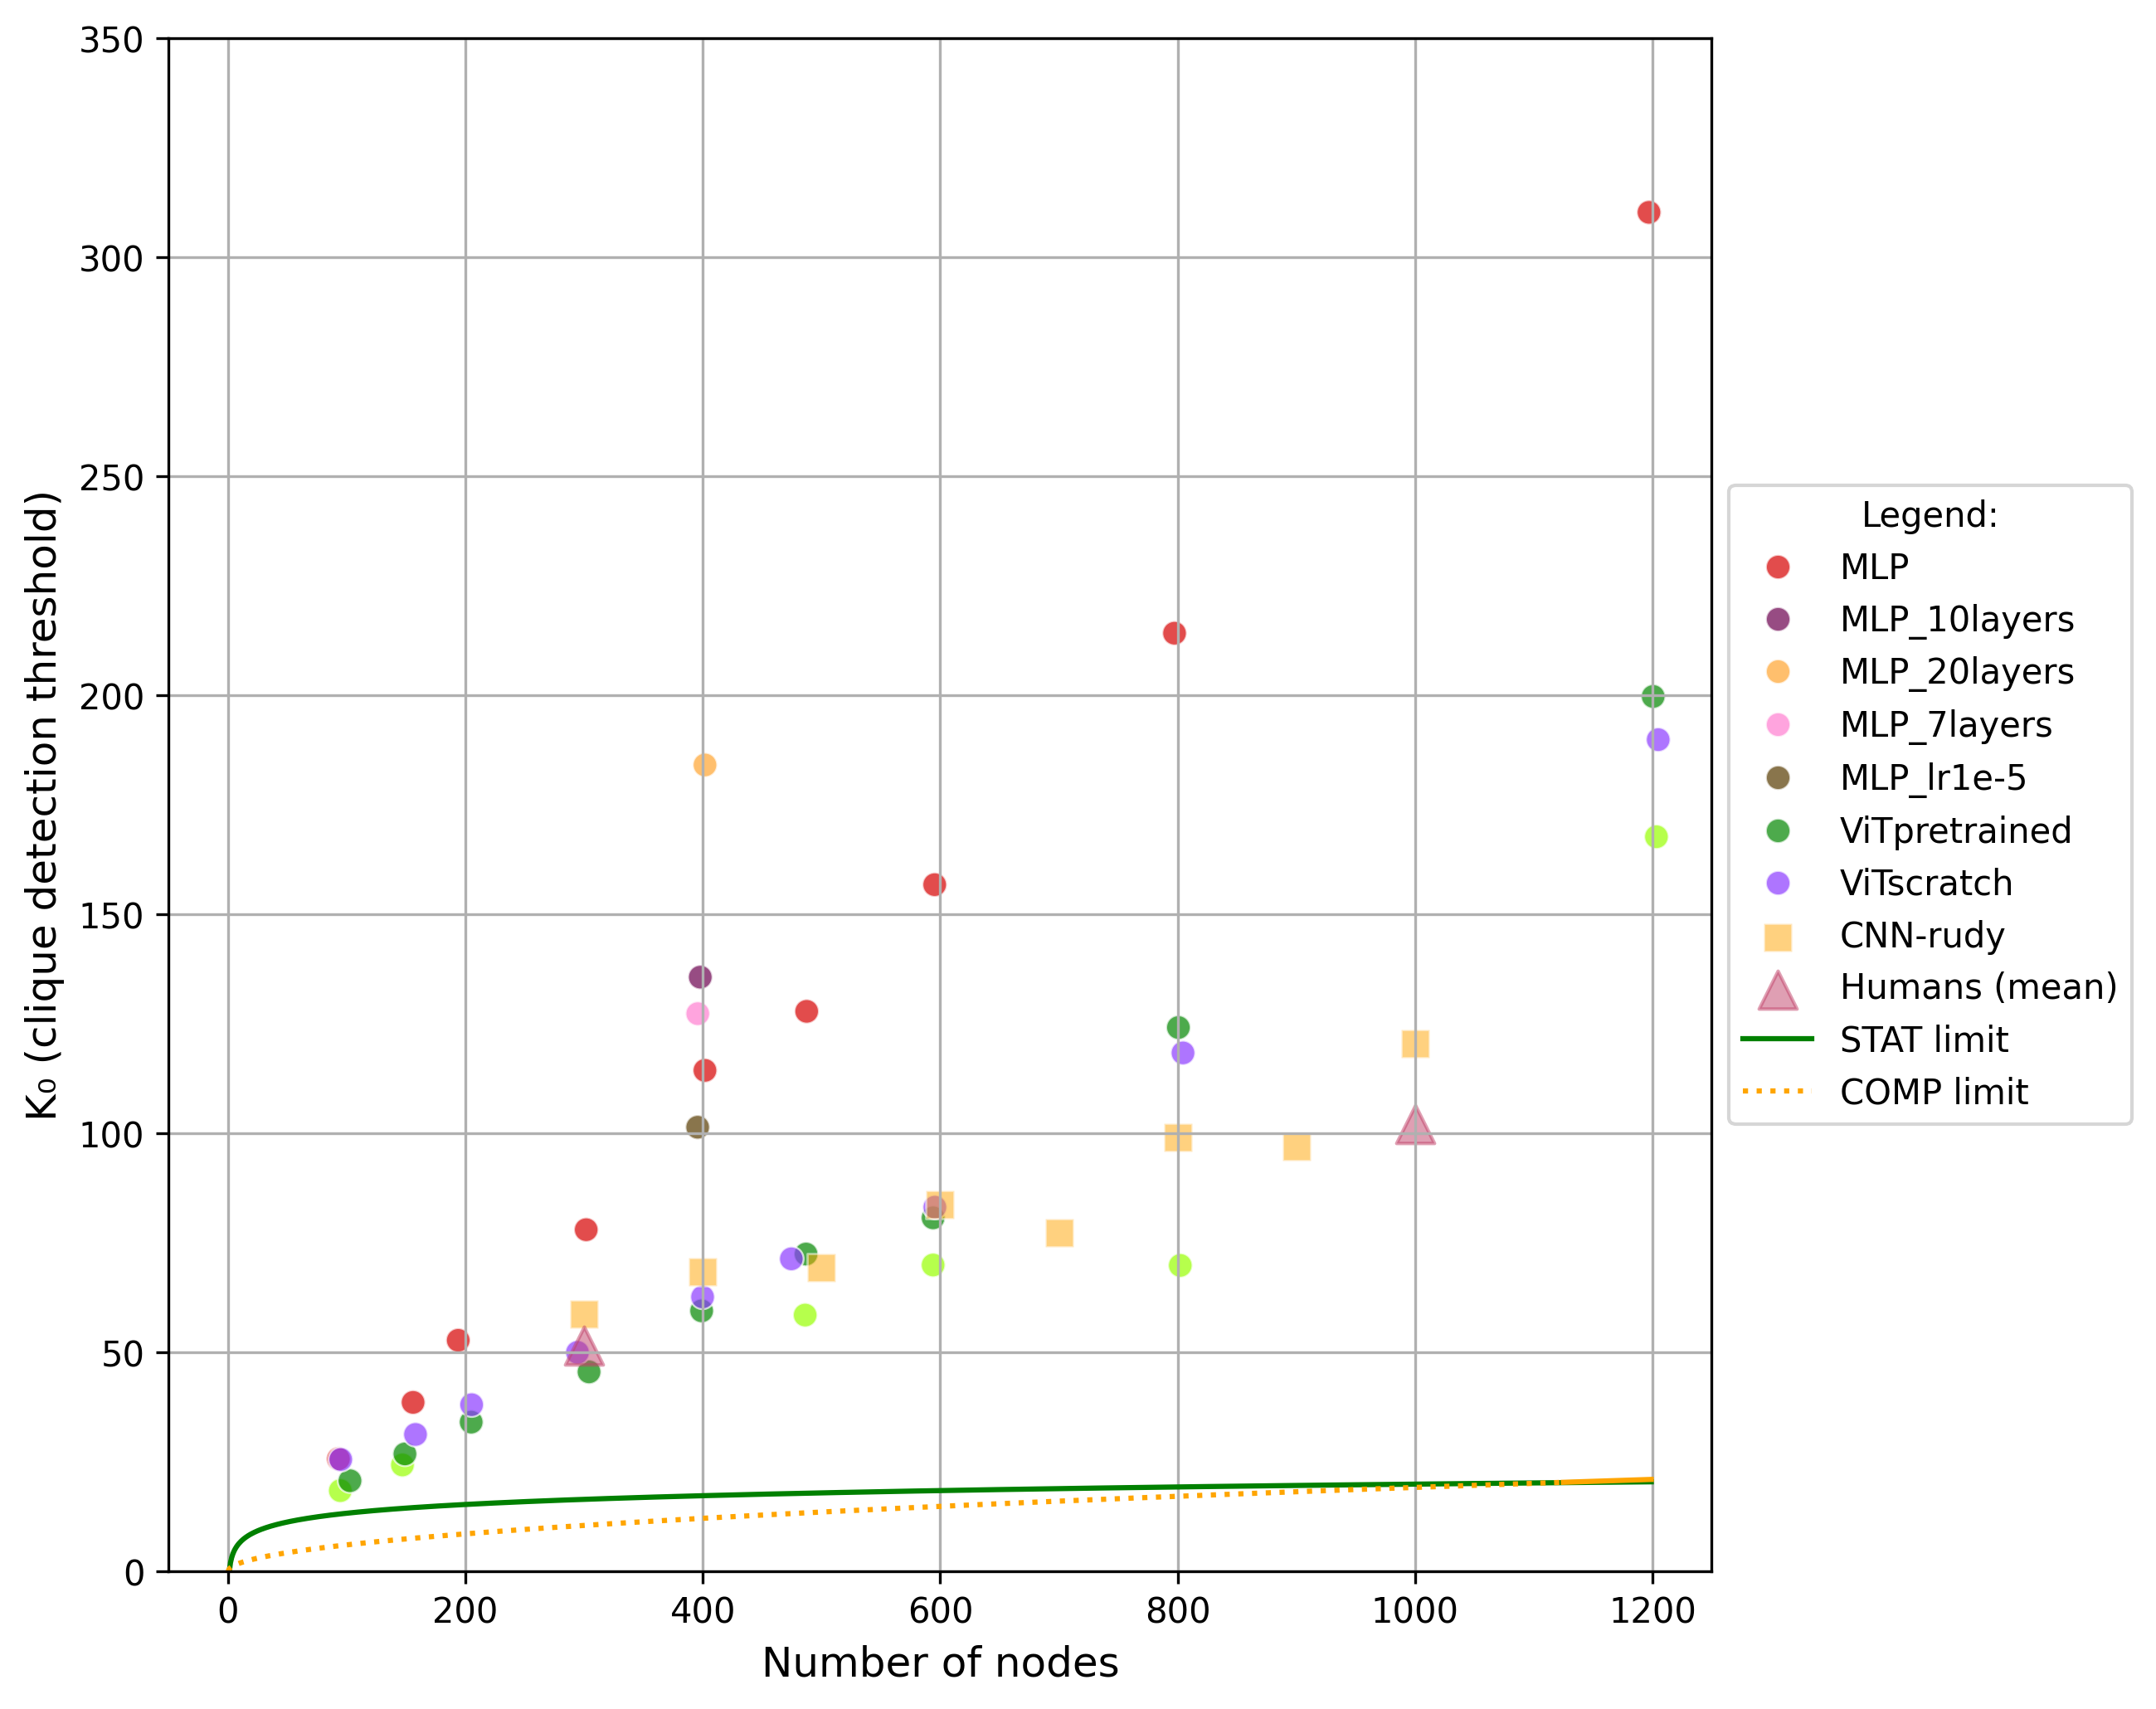 350
300
250
200
150
100
50
0
K₀ (clique detection threshold)
0 200 400 600 800 1000 1200
Number of nodes
Legend:
MLP
MLP_10layers
MLP_20layers
MLP_7layers
MLP_lr1e-5
ViTpretrained
ViTscratch
CNN-rudy
Humans (mean)
STAT limit
COMP limit